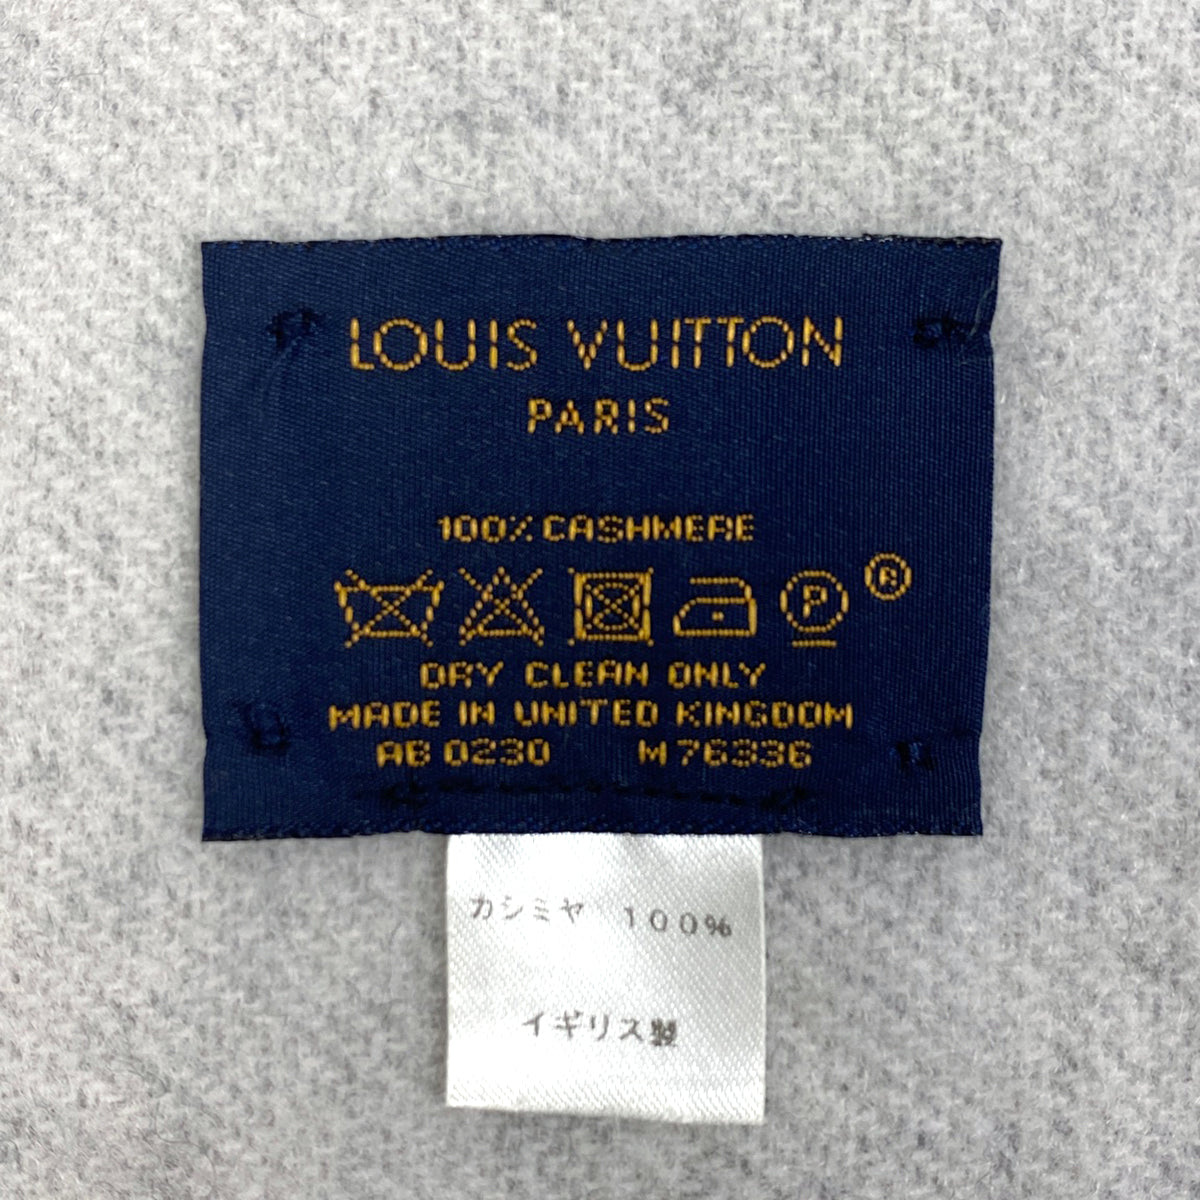 LOUIS VUITTON
PARIS
100% CASHMERE
P ®
DRY CLEAN ONLY
MADE IN UNITED KINGDOM
AB 0230 M 76336
カシミヤ 100%
イギリス製